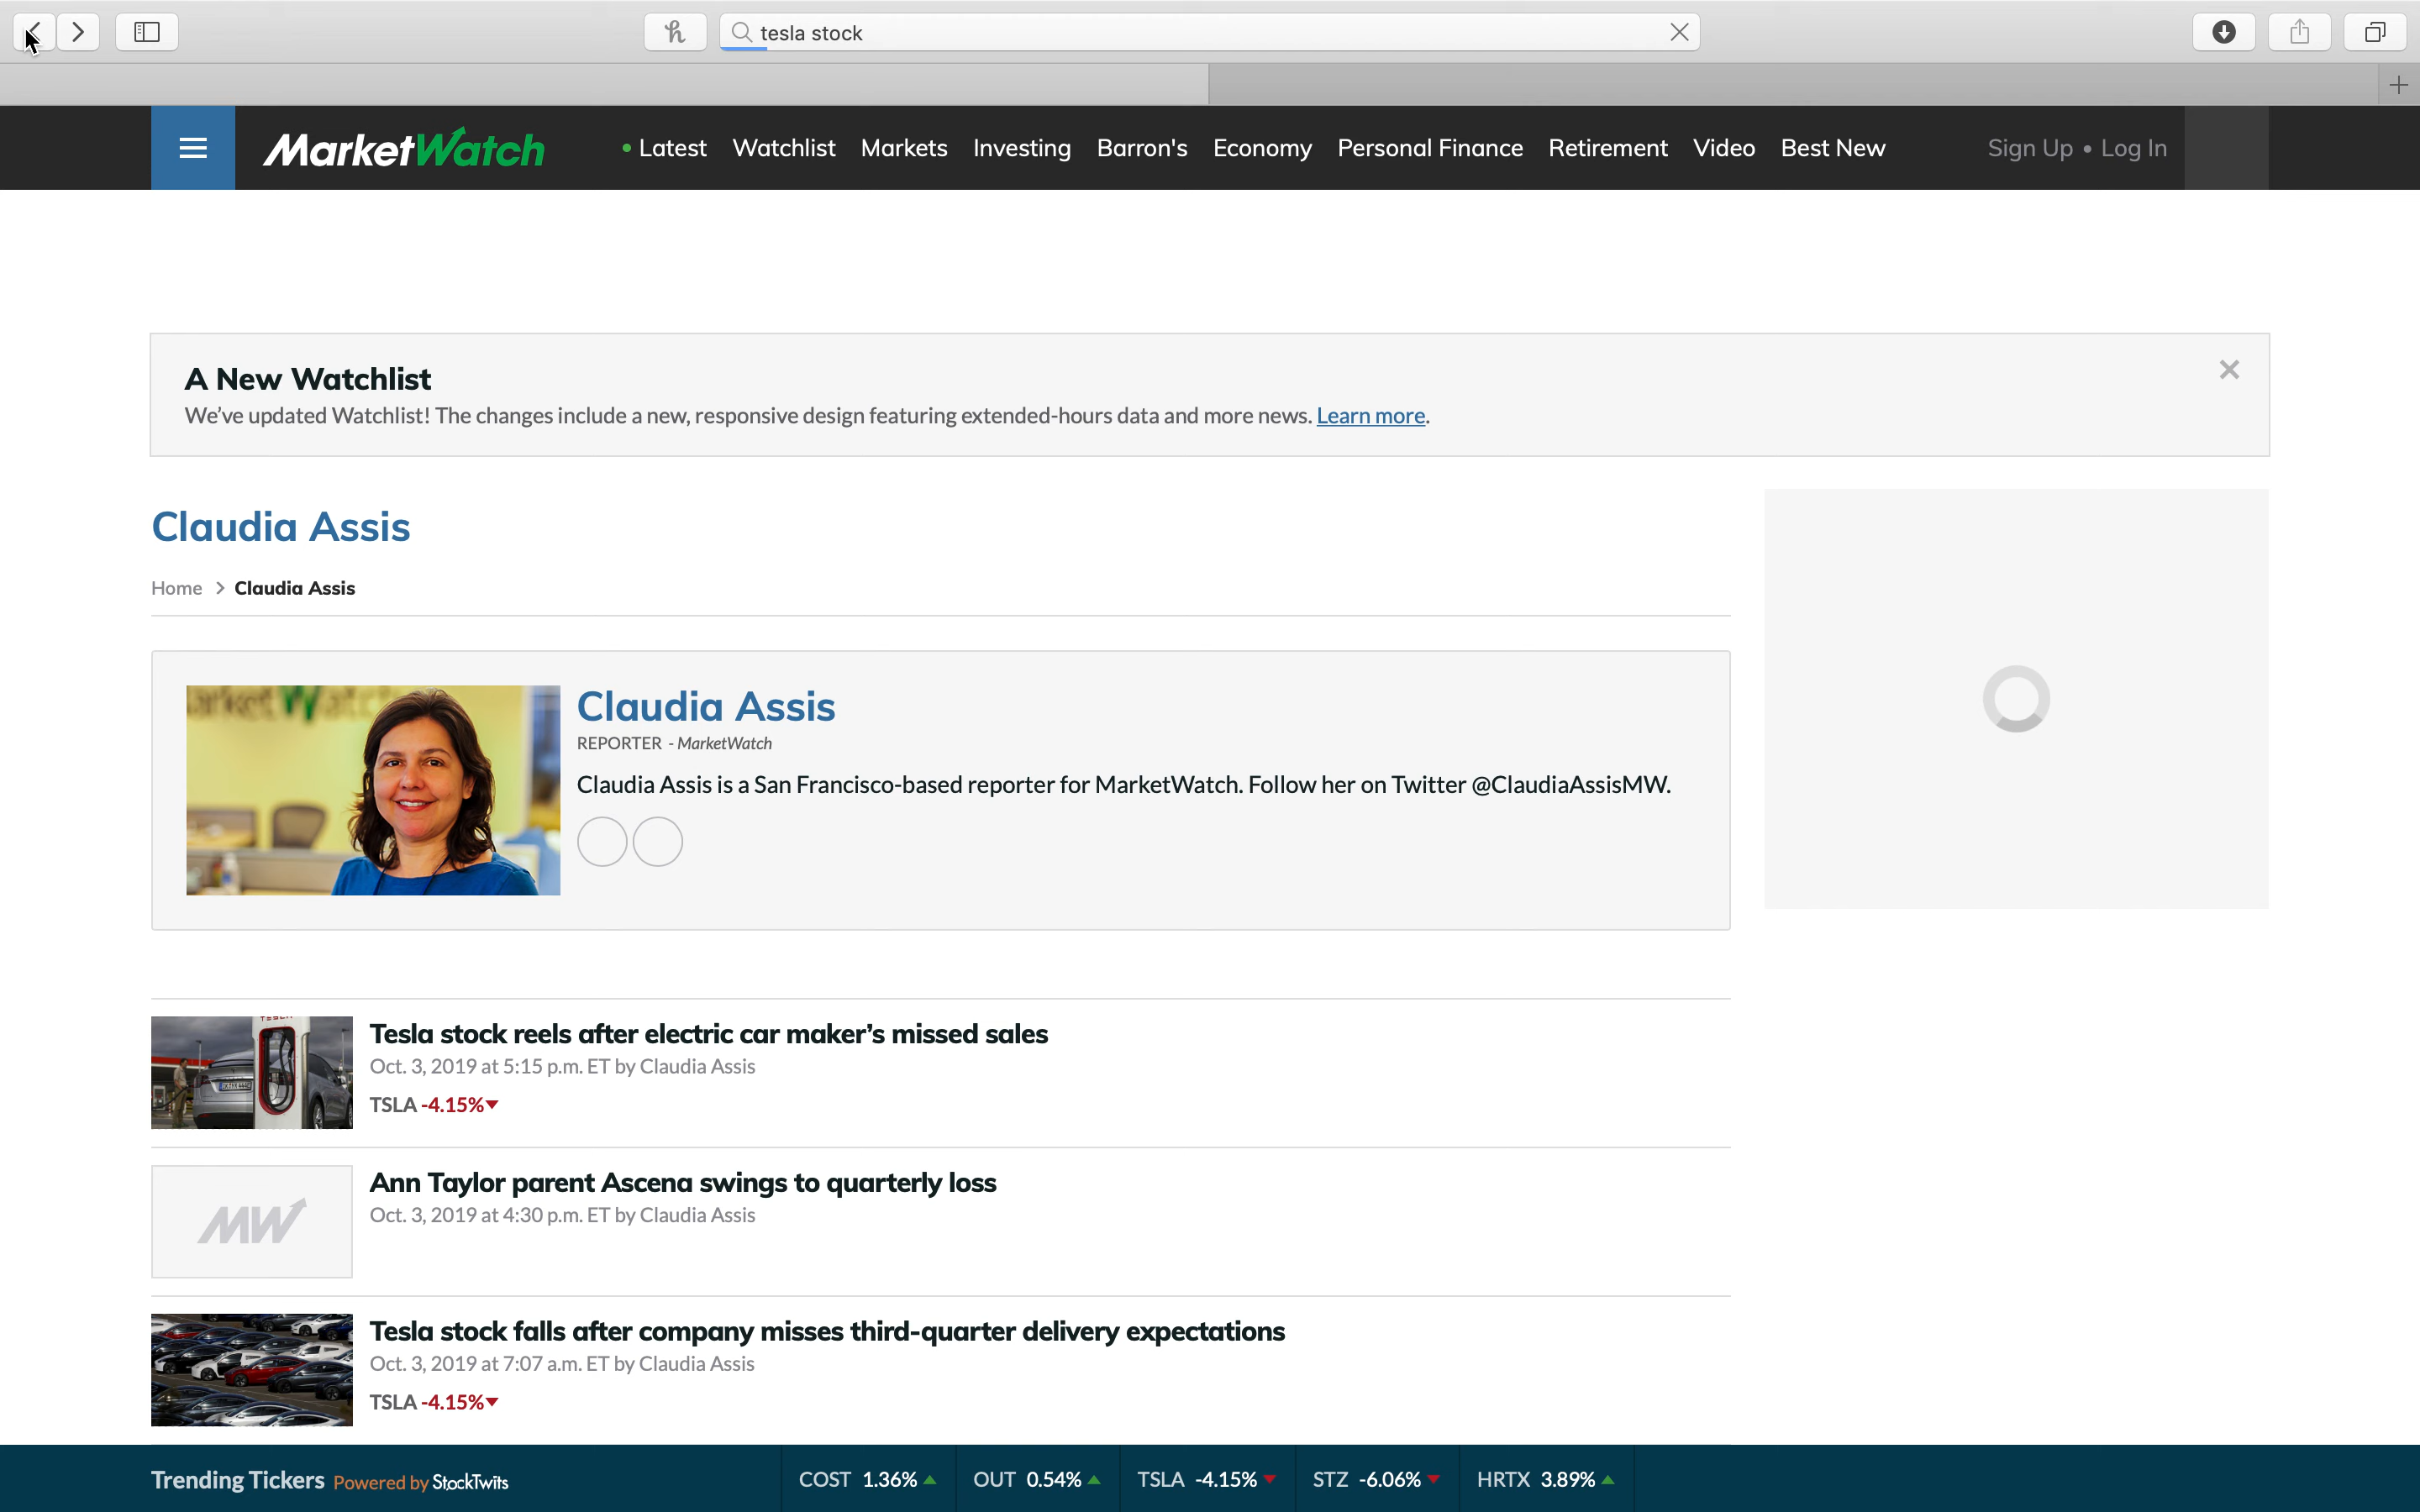 tesla stock
MarketWatch
Latest Watchlist Markets Investing Barron's Economy Personal Finance Retirement Video Best New Sign Up • Log In
A New Watchlist
We've updated Watchlist! The changes include a new, responsive design featuring extended-hours data and more news. Learn more.
Claudia Assis
Home > Claudia Assis
Claudia Assis
REPORTER - MarketWatch
Claudia Assis is a San Francisco-based reporter for MarketWatch. Follow her on Twitter @ClaudiaAssisMW.
Tesla stock reels after electric car maker’s missed sales
Oct. 3, 2019 at 5:15 p.m. ET by Claudia Assis
TSLA -4.15%
MW
Ann Taylor parent Ascena swings to quarterly loss
Oct. 3, 2019 at 4:30 p.m. ET by Claudia Assis
Tesla stock falls after company misses third-quarter delivery expectations
Oct. 3, 2019 at 7:07 a.m. ET by Claudia Assis
TSLA -4.15%
Trending Tickers Powered by StockTwits COST 1.36% OUT 0.54% TSLA -4.15% STZ -6.06% HRTX 3.89%